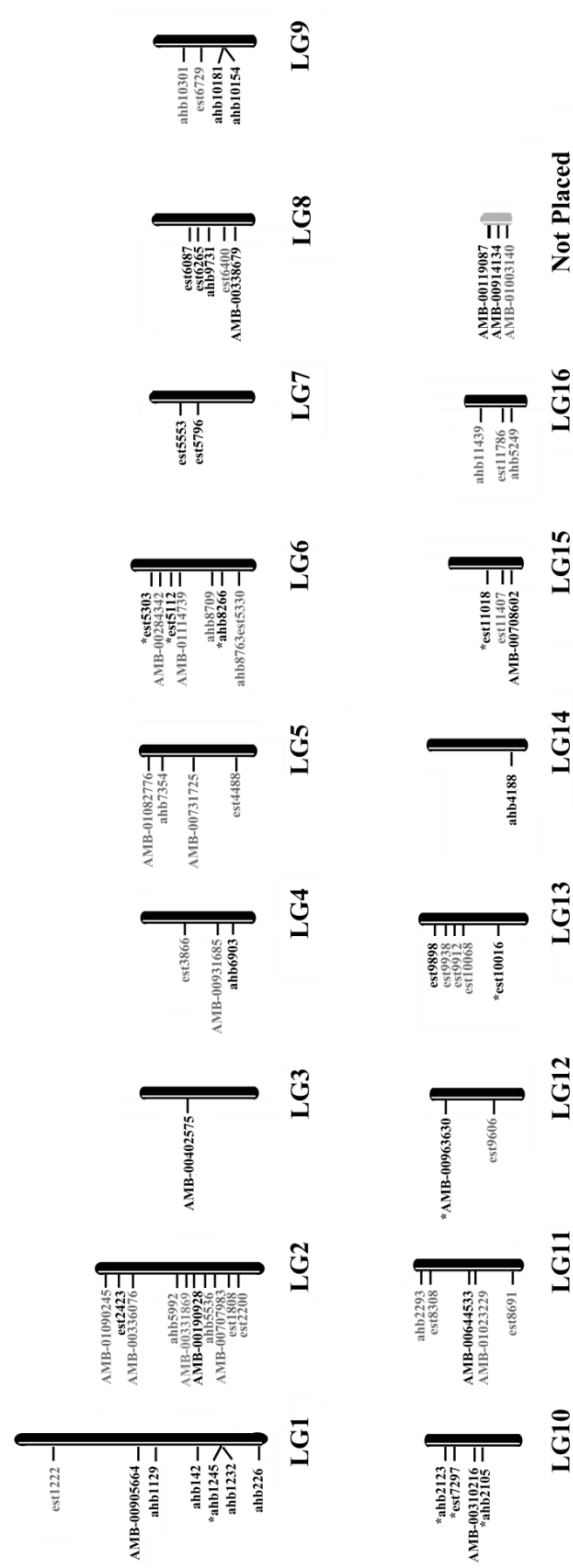 est1222
AMB-00905664
ahb1129
ahb142
*ahb1245
ahb1232
ahb226
LG1
AMB-01090245
est2423
AMB-00336076
ahb5992
AMB-00331869
AMB-00190928
ahb5536
AMB-00707983
est1808
est2200
LG2
AMB-00402575
LG3
est3866
AMB-00931685
ahb6903
LG4
AMB-01082776
ahb7354
AMB-00731725
est4488
LG5
*est5303
AMB-00284342
*est5112
AMB-01114739
ahb8709
*ahb8266
ahb8763est5330
LG6
est5553
est5796
LG7
est6087
est6265
ahb9731
est6400
AMB-00338679
LG8
ahb10301
est6729
ahb10181
ahb10154
LG9
*ahb2123
*est7297
AMB-00310216
*ahb2105
LG10
ahb2293
est8308
AMB-00644533
AMB-01023229
est8691
LG11
*AMB-00963630
est9606
LG12
est9898
est9938
est9912
est10068
*est10016
LG13
ahb4188
LG14
*est11018
est11407
AMB-00708602
LG15
ahb11439
est11786
ahb5249
LG16
AMB-00119087
AMB-00914134
AMB-01003140
Not Placed